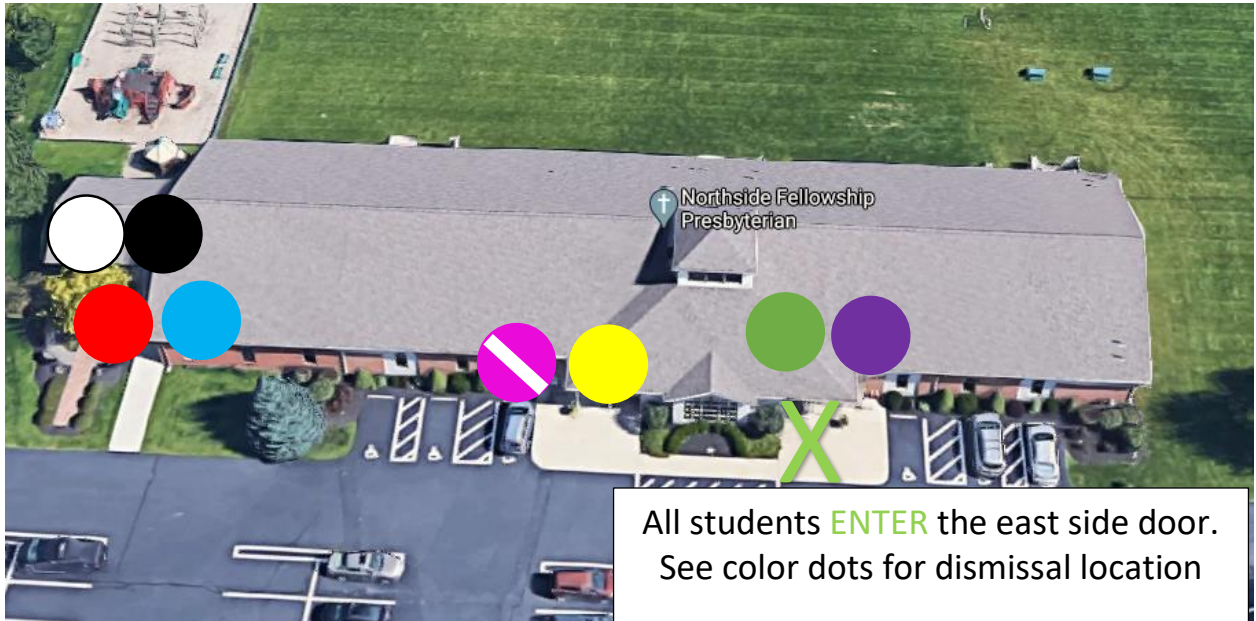 Northside Fellowship
Presbyterian
X
All students ENTER the east side door.
See color dots for dismissal location